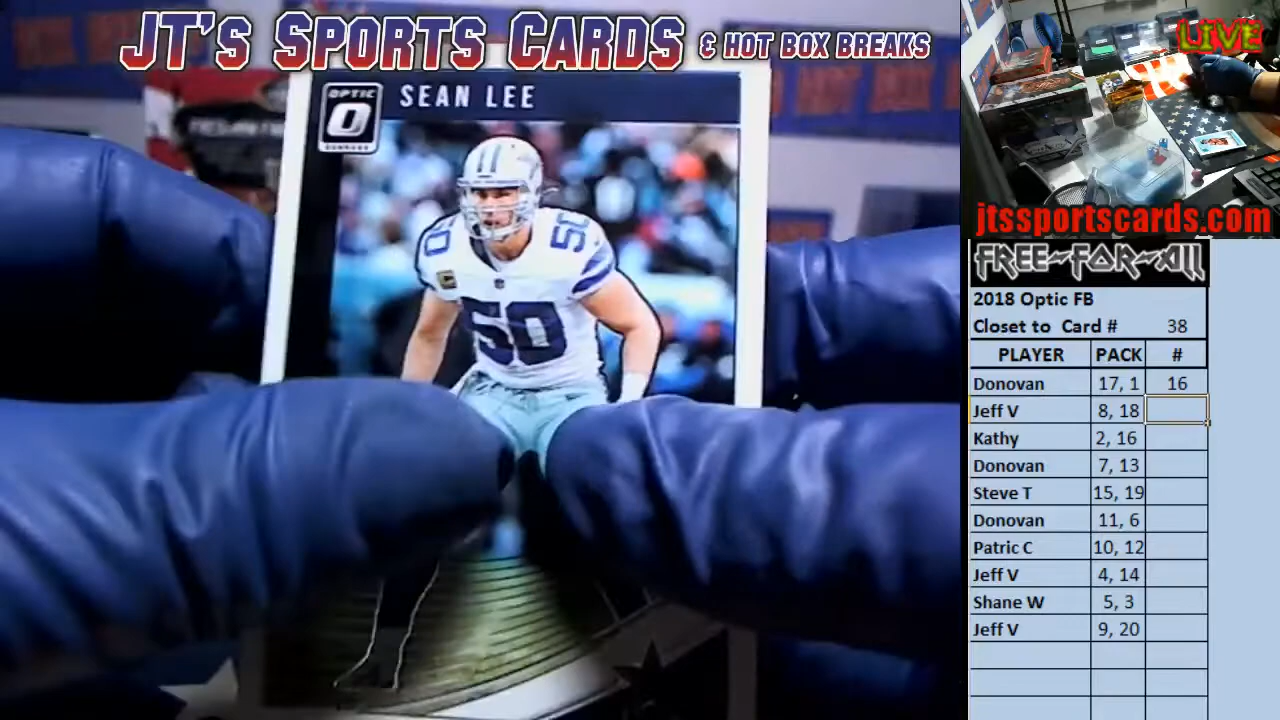 JT's Sports Cards & Hot Box Breaks
LIVE
OPTIC
SEAN LEE
50
50
50
jtssportscards.com
FREE-FOR-ALL
2018 Optic FB
Closet to Card # 38
PLAYER PACK #
Donovan 17, 1 16
Jeff V 8, 18
Kathy 2, 16
Donovan 7, 13
Steve T 15, 19
Donovan 11, 6
Patric C 10, 12
Jeff V 4, 14
Shane W 5, 3
Jeff V 9, 20